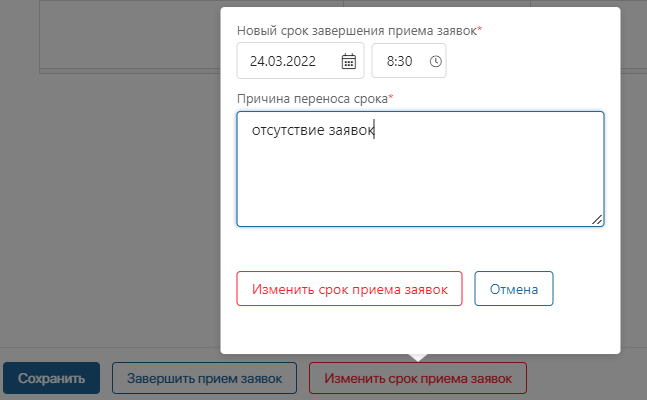 Новый срок завершения приема заявок*
24.03.2022 8:30
Причина переноса срока*
отсутствие заявок
Изменить срок приема заявок Отмена
Сохранить Завершить прием заявок Изменить срок приема заявок